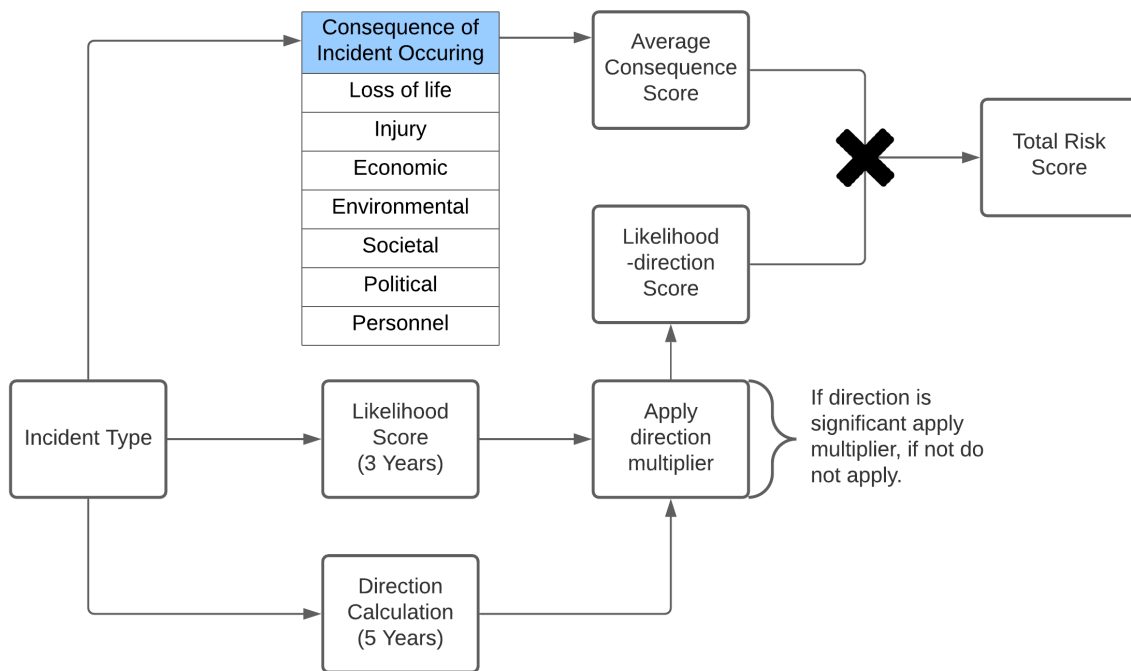 Consequence of
Incident Occuring
Loss of life
Injury
Economic
Environmental
Societal
Political
Personnel
Average
Consequence
Score
Total Risk
Score
Likelihood
-direction
Score
Incident Type
Likelihood
Score
(3 Years)
Apply
direction
multiplier
If direction is
significant apply
multiplier, if not do
not apply.
Direction
Calculation
(5 Years)